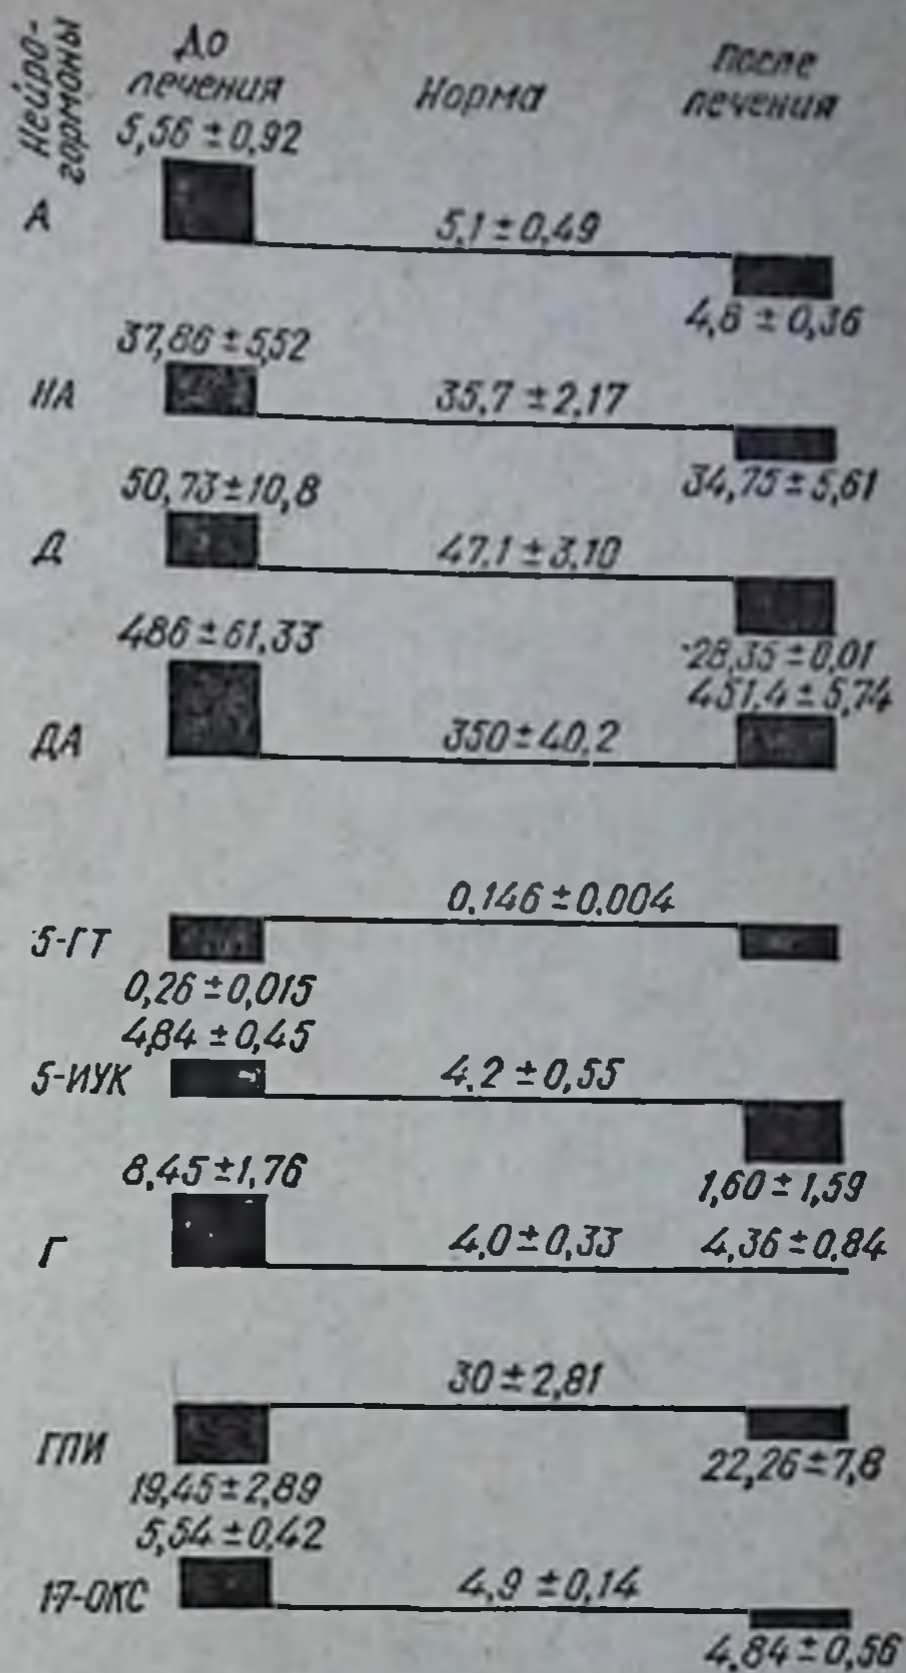 Нейро-
гормоны
До
лечения
Норма
После
лечения
5,56 ± 0,92
А
5,1 ± 0,49
4,8 ± 0,36
37,86 ± 5,52
НА
35,7 ± 2,17
34,75 ± 5,61
50,73 ± 10,8
Д
47,1 ± 3,10
28,35 ± 0,01
486 ± 61,33
451,4 ± 5,74
ДА
350 ± 40,2
0,146 ± 0,004
5-ГТ
0,26 ± 0,015
4,84 ± 0,45
5-ИУК
4,2 ± 0,55
1,60 ± 1,59
8,45 ± 1,76
Г
4,0 ± 0,33
4,36 ± 0,84
30 ± 2,81
ГПИ
19,45 ± 2,89
22,26 ± 7,8
5,54 ± 0,42
17-ОКС
4,9 ± 0,14
4,84 ± 0,56